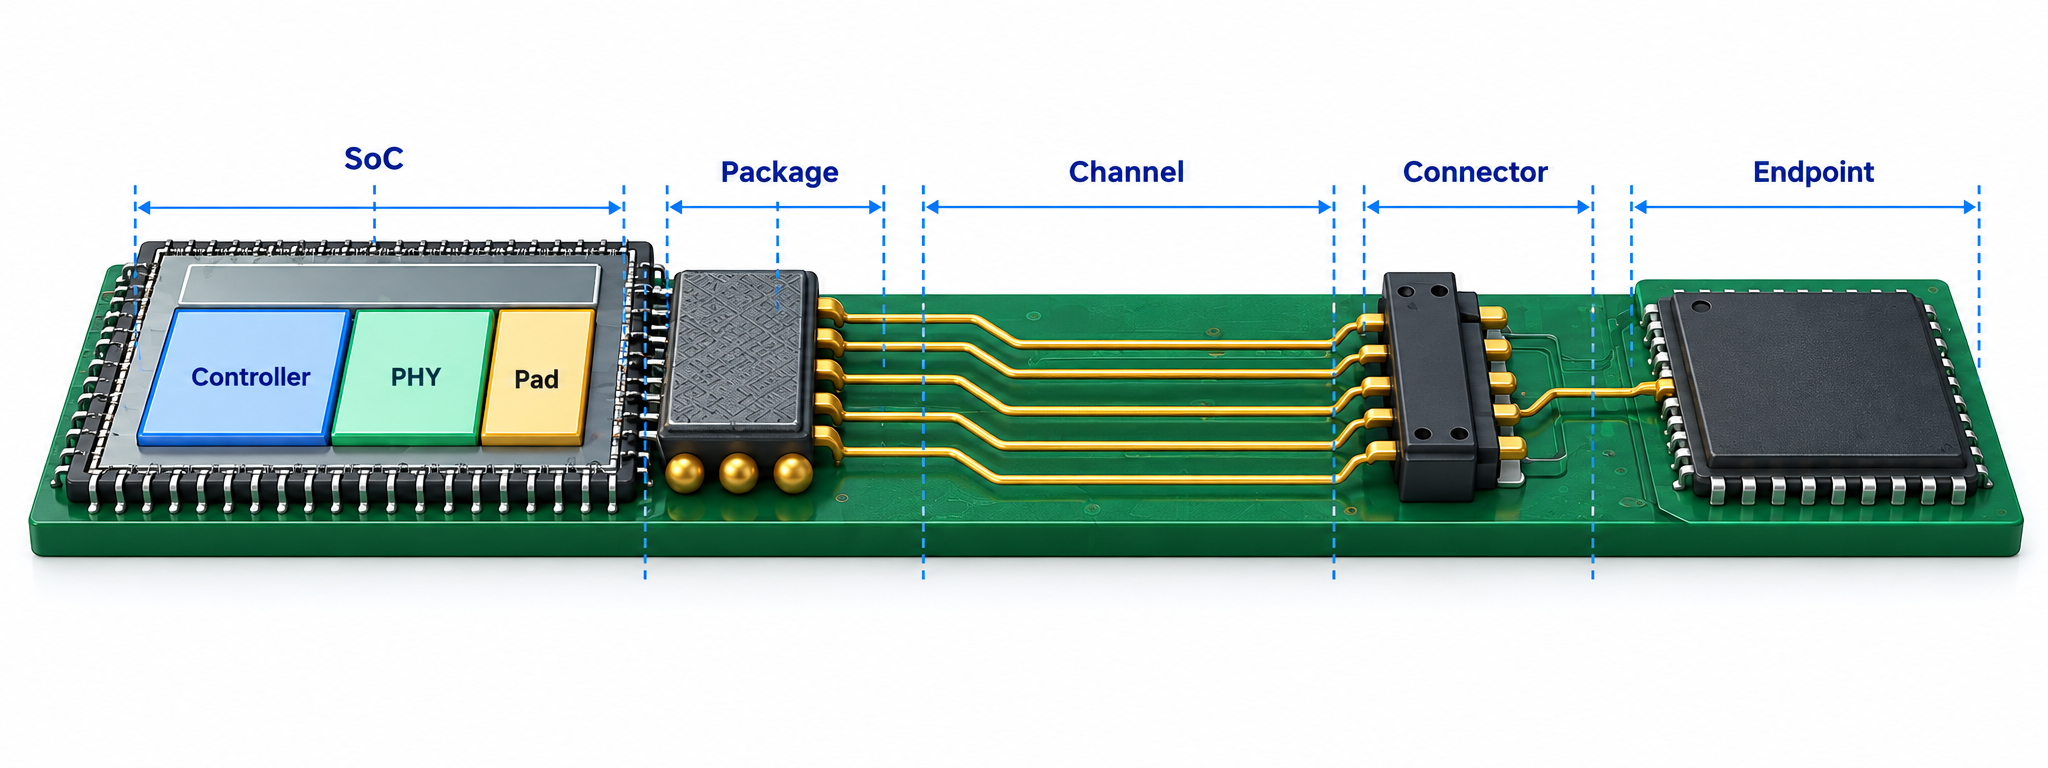 SoC
Package
Channel
Connector
Endpoint
Controller
PHY
Pad